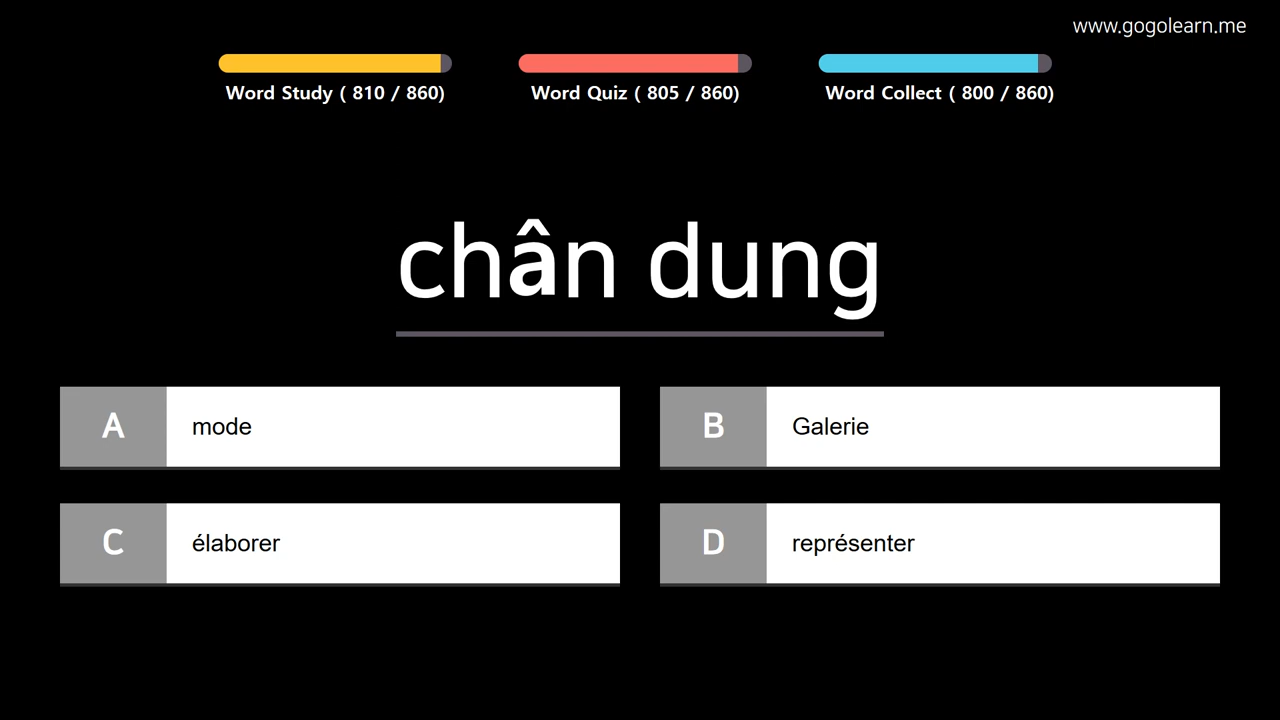 www.gogolearn.me
Word Study ( 810 / 860)
Word Quiz ( 805 / 860)
Word Collect ( 800 / 860)
chân dung
A mode
B Galerie
C élaborer
D représenter